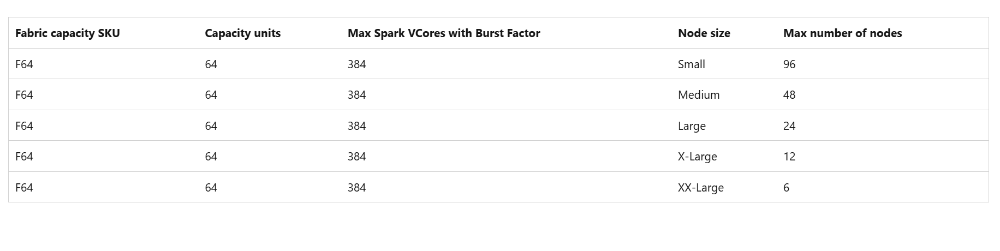 Fabric capacity SKU Capacity units Max Spark VCores with Burst Factor Node size Max number of nodes
F64 64 384 Small 96
F64 64 384 Medium 48
F64 64 384 Large 24
F64 64 384 X-Large 12
F64 64 384 XX-Large 6